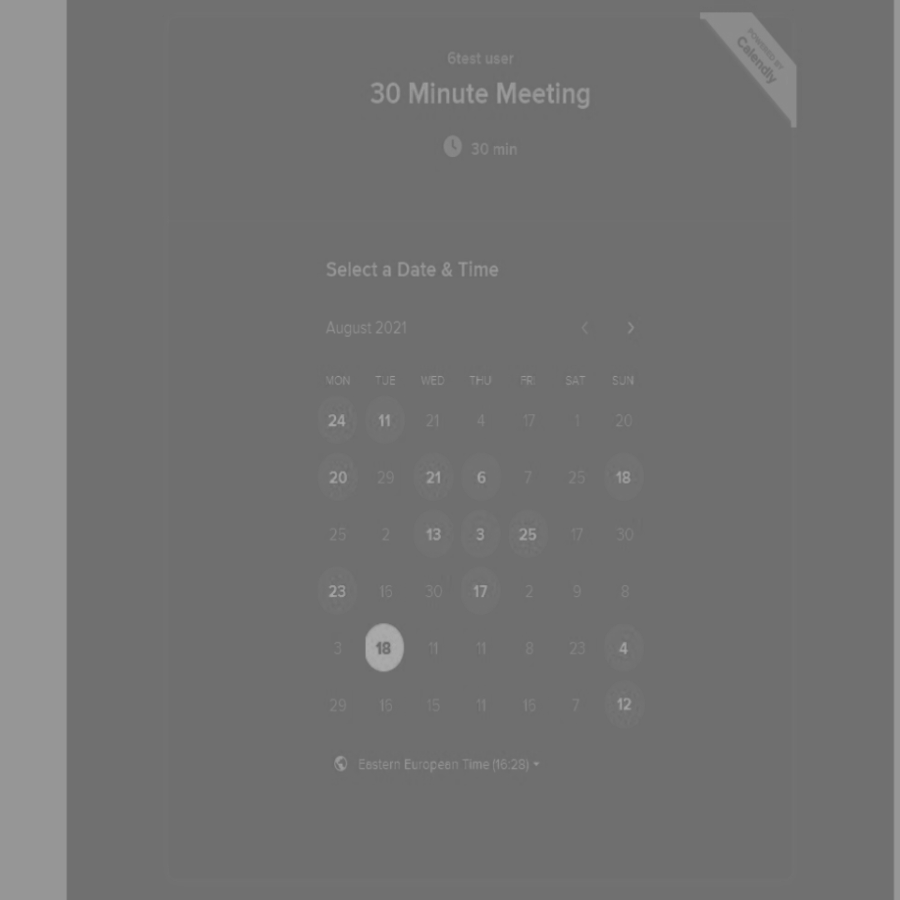 6test user
30 Minute Meeting
30 min
POWERED BY
Calendly
Select a Date & Time
August 2021
MON TUE WED THU FRI SAT SUN
24 11 21 4 17 1 20
20 29 21 6 7 25 18
25 2 13 3 25 17 30
23 16 30 17 2 9 8
3 18 11 11 8 23 4
29 16 15 11 16 7 12
Eastern European Time (16:28)